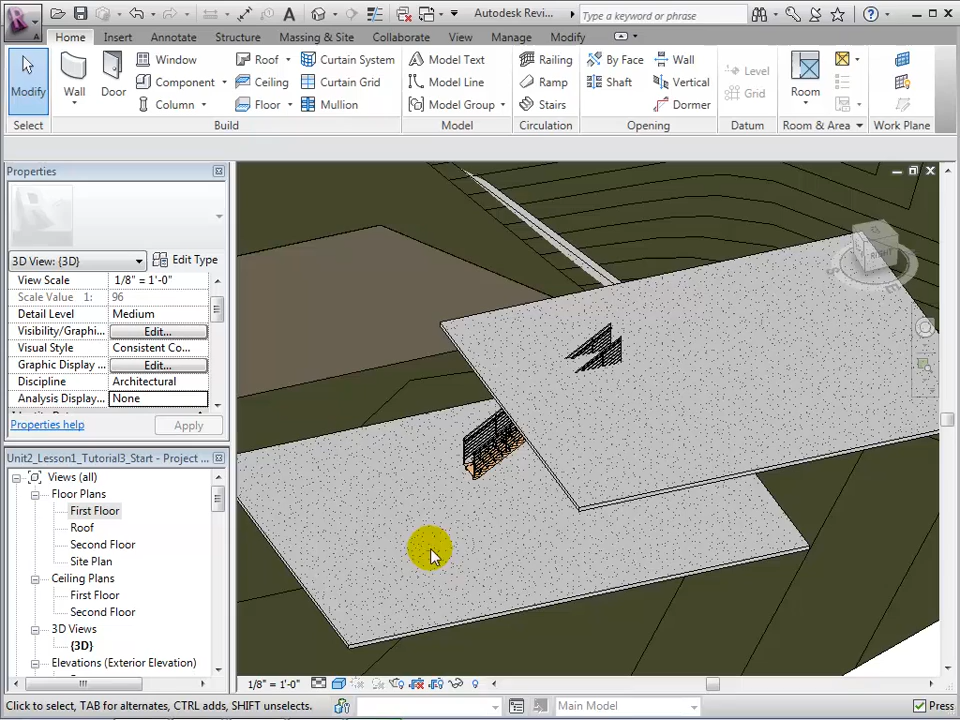 Autodesk Revi...
Type a keyword or phrase
Home Insert Annotate Structure Massing & Site Collaborate View Manage Modify
Modify
Wall
Door
Window
Component
Column
Roof
Ceiling
Floor
Curtain System
Curtain Grid
Mullion
Model Text
Model Line
Model Group
Railing
Ramp
Stairs
By Face
Shaft
Wall
Vertical
Dormer
Level
Grid
Room
Select Build Model Circulation Opening Datum Room & Area Work Plane
Properties
3D View: {3D} Edit Type
View Scale 1/8" = 1'-0"
Scale Value 1: 96
Detail Level Medium
Visibility/Graphi... Edit...
Visual Style Consistent Co...
Graphic Display ... Edit...
Discipline Architectural
Analysis Display... None
Properties help Apply
Unit2_Lesson1_Tutorial3_Start - Project ...
Views (all)
Floor Plans
First Floor
Roof
Second Floor
Site Plan
Ceiling Plans
First Floor
Second Floor
3D Views
{3D}
Elevations (Exterior Elevation)
RIGHT
1/8" = 1'-0"
Click to select, TAB for alternates, CTRL adds, SHIFT unselects.
Main Model
Press